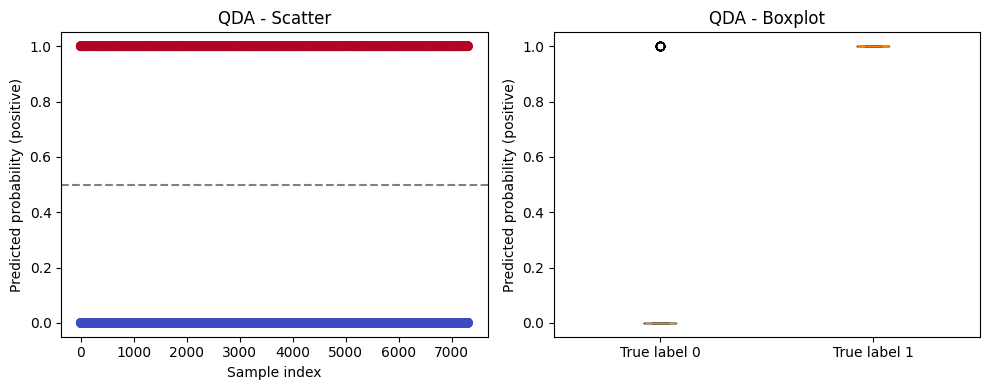 QDA - Scatter
Predicted probability (positive)
1.0
0.8
0.6
0.4
0.2
0.0
0 1000 2000 3000 4000 5000 6000 7000
Sample index
QDA - Boxplot
Predicted probability (positive)
1.0
0.8
0.6
0.4
0.2
0.0
True label 0 True label 1